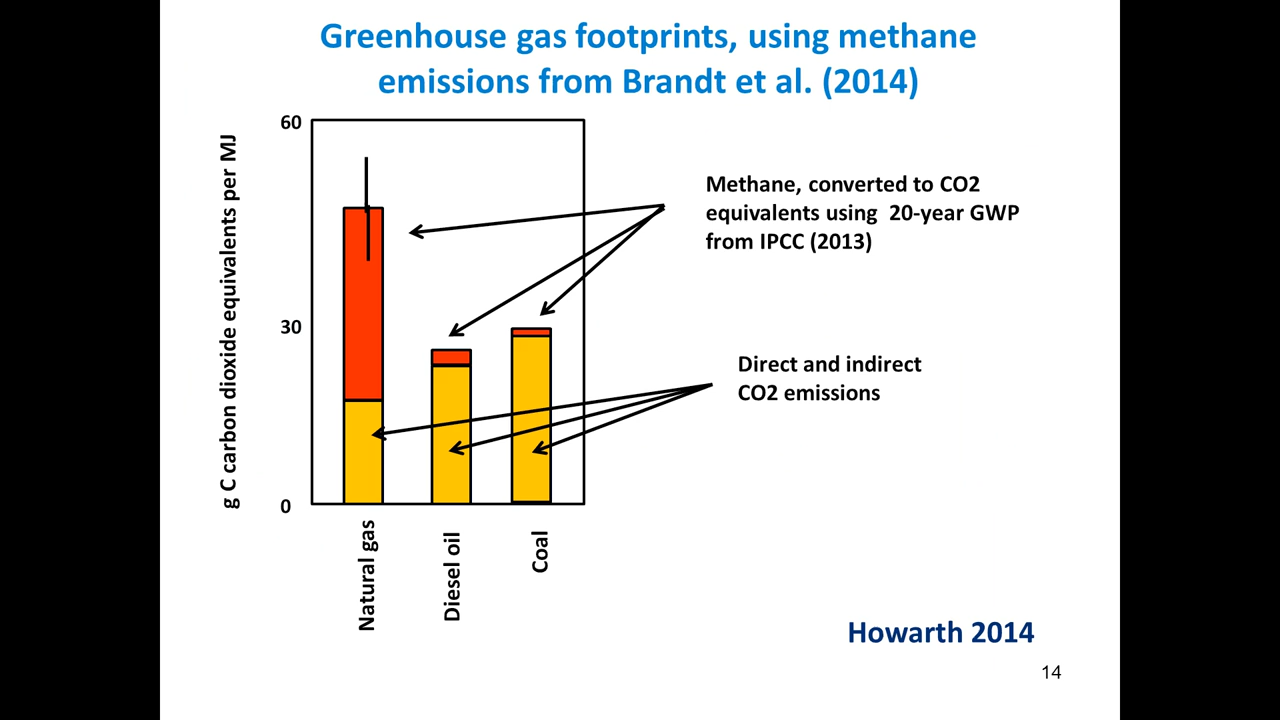 Greenhouse gas footprints, using methane
emissions from Brandt et al. (2014)
g C carbon dioxide equivalents per MJ
60
30
0
Methane, converted to CO2
equivalents using  20-year GWP
from IPCC (2013)
Direct and indirect
CO2 emissions
Natural gas
Diesel oil
Coal
Howarth 2014
14